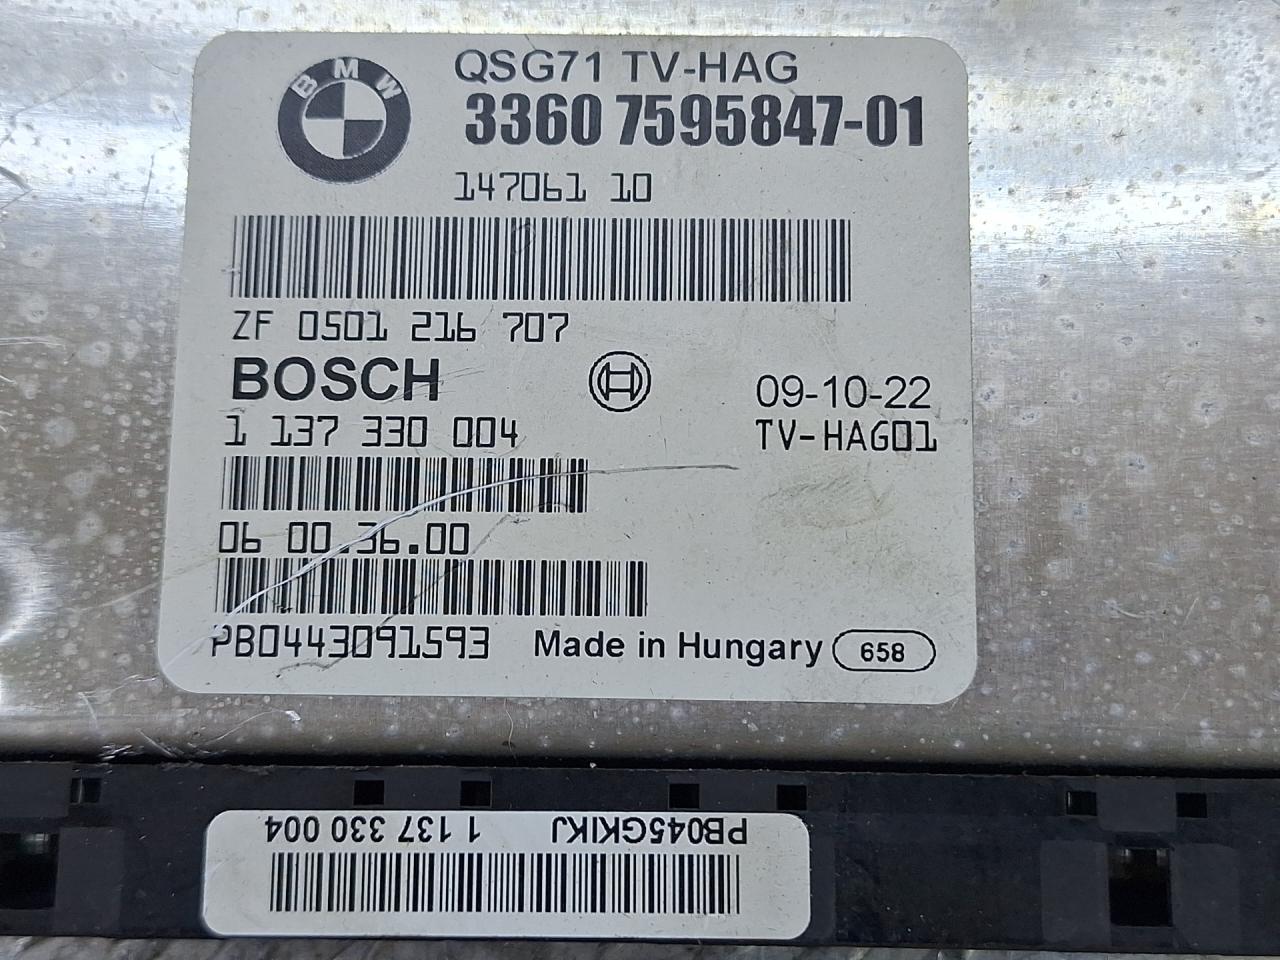 BMW
QSG71 TV-HAG
3360 7595847-01
147061 10
ZF 0501 216 707
BOSCH
09-10-22
1 137 330 004
TV-HAG01
06 00.36.00
PB0443091593
Made in Hungary 658
PB045GKIKJ 1 137 330 004